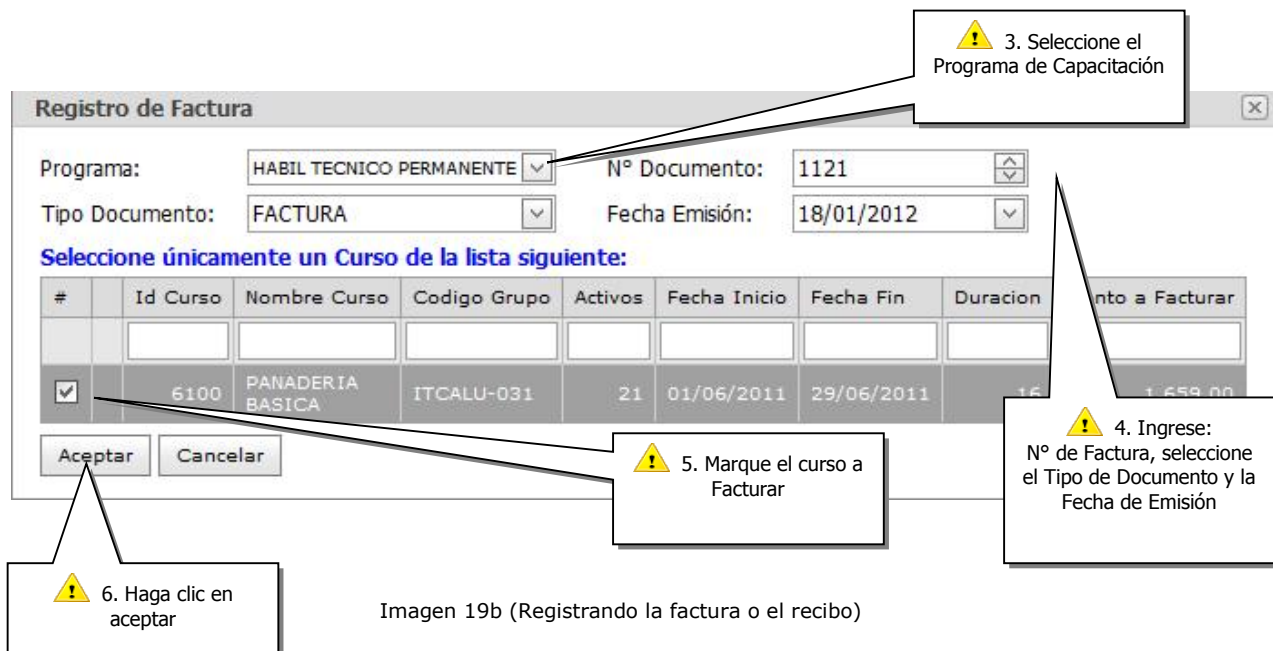 3. Seleccione el
Programa de Capacitación
Registro de Factura
Programa: HABIL TECNICO PERMANENTE N° Documento: 1121
Tipo Documento: FACTURA Fecha Emisión: 18/01/2012
Seleccione únicamente un Curso de la lista siguiente:
# Id Curso Nombre Curso Codigo Grupo Activos Fecha Inicio Fecha Fin Duracion nto a Facturar
6100 PANADERIA BASICA ITCALU-031 21 01/06/2011 29/06/2011 16 1,659.00
Aceptar Cancelar
4. Ingrese:
N° de Factura, seleccione
el Tipo de Documento y la
Fecha de Emisión
5. Marque el curso a
Facturar
6. Haga clic en
aceptar
Imagen 19b (Registrando la factura o el recibo)